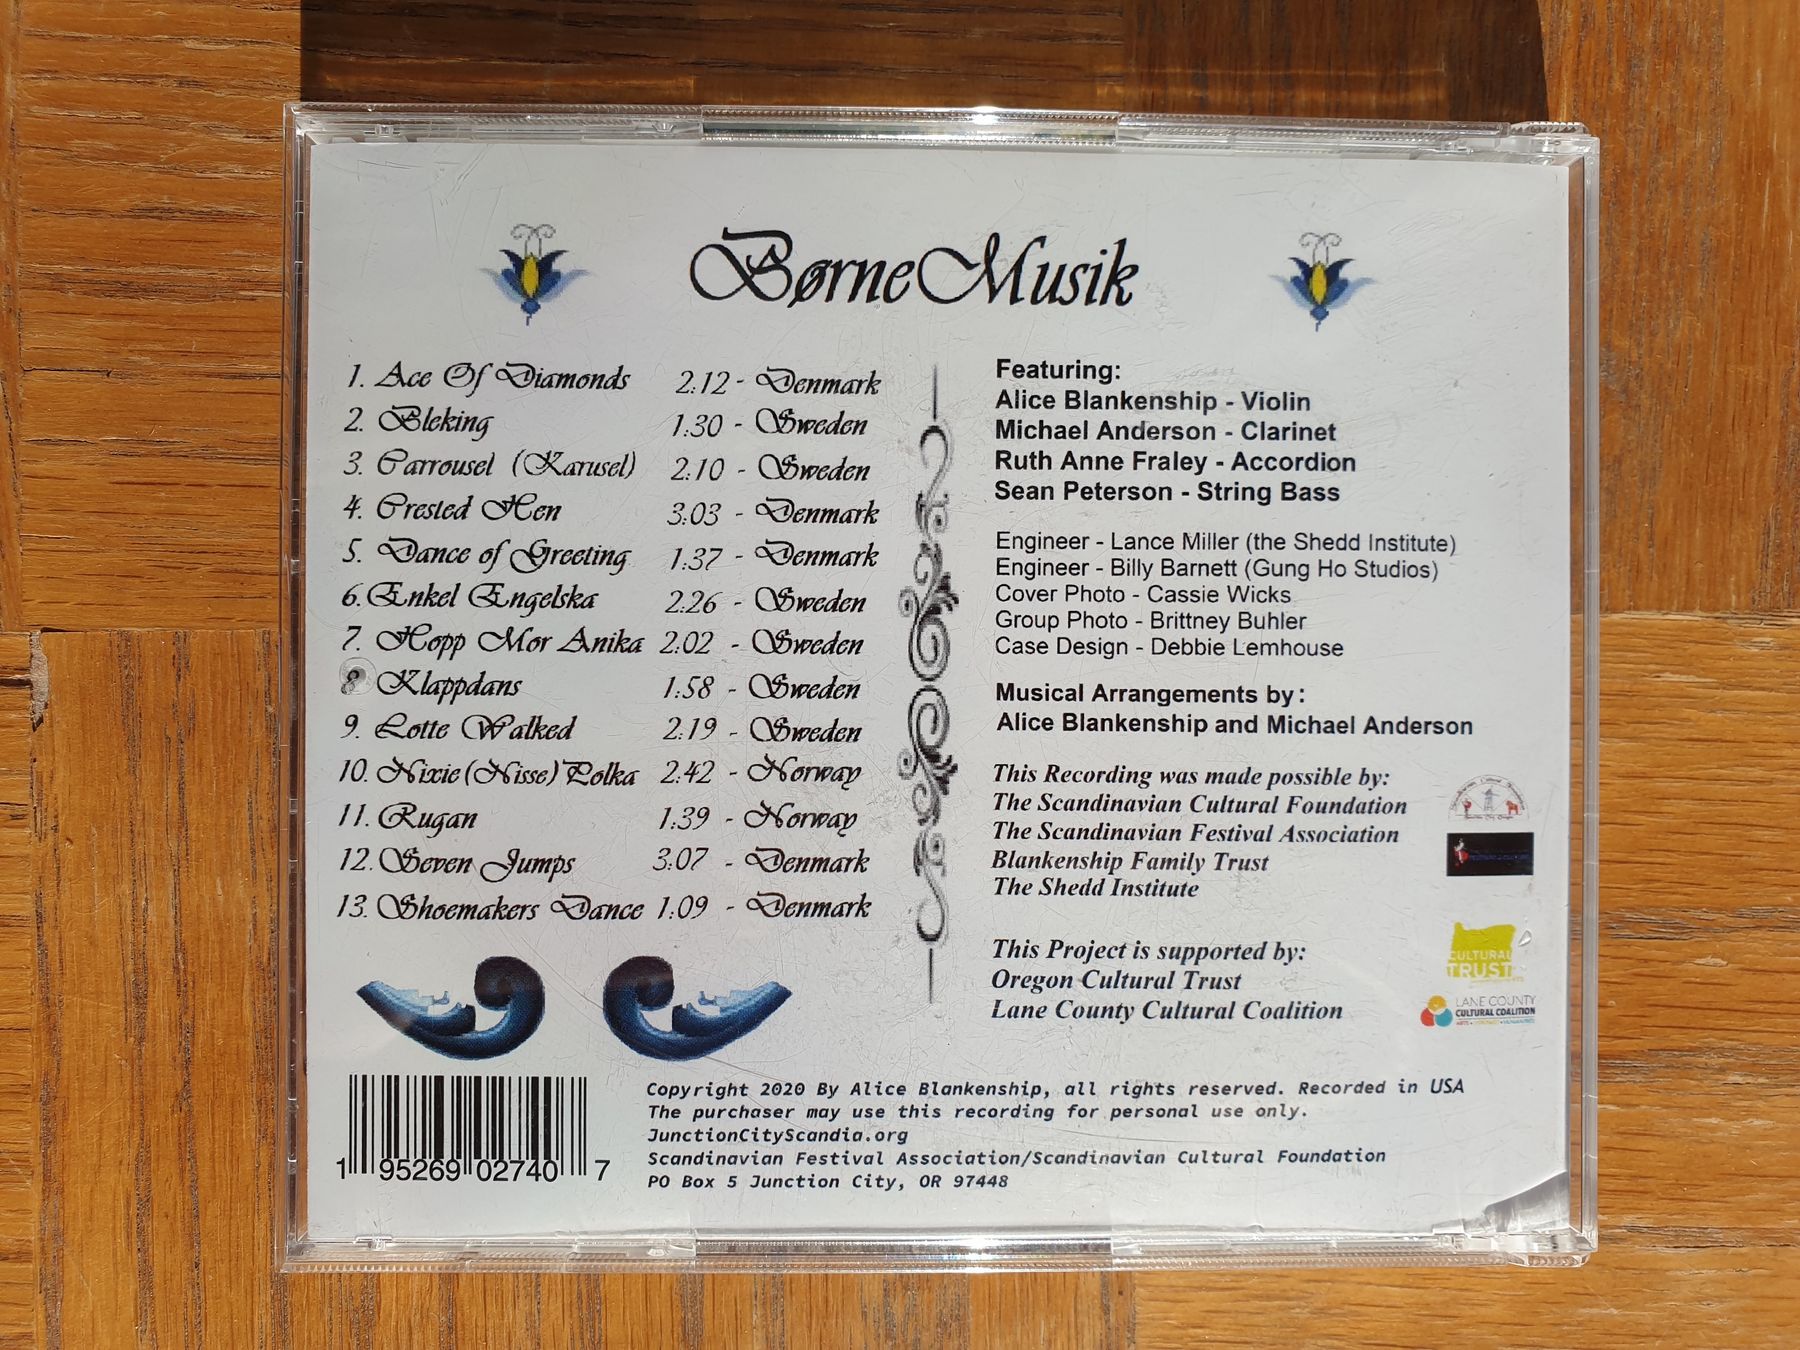 BørneMusik
1. Ace Of Diamonds 2:12 - Denmark
2. Bleking 1:30 - Sweden
3. Carrousel (Karusel) 2:10 - Sweden
4. Crested Hen 3:03 - Denmark
5. Dance of Greeting 1:37 - Denmark
6. Enkel Engelska 2:26 - Sweden
7. Hopp Mor Anika 2:02 - Sweden
8 Klappdans 1:58 - Sweden
9. Lotte Walked 2:19 - Sweden
10. Nixie (Nisse) Polka 2:42 - Norway
11. Rugan 1:39 - Norway
12. Seven Jumps 3:07 - Denmark
13. Shoemakers Dance 1:09 - Denmark
Featuring:
Alice Blankenship - Violin
Michael Anderson - Clarinet
Ruth Anne Fraley - Accordion
Sean Peterson - String Bass
Engineer - Lance Miller (the Shedd Institute)
Engineer - Billy Barnett (Gung Ho Studios)
Cover Photo - Cassie Wicks
Group Photo - Brittney Buhler
Case Design - Debbie Lemhouse
Musical Arrangements by:
Alice Blankenship and Michael Anderson
This Recording was made possible by:
The Scandinavian Cultural Foundation
The Scandinavian Festival Association
Blankenship Family Trust
The Shedd Institute
This Project is supported by:
Oregon Cultural Trust
Lane County Cultural Coalition
CULTURAL
TRUST
LANE COUNTY
CULTURAL COALITION
1 95269 02740 7
Copyright 2020 By Alice Blankenship, all rights reserved. Recorded in USA
The purchaser may use this recording for personal use only.
JunctionCityScandia.org
Scandinavian Festival Association/Scandinavian Cultural Foundation
PO Box 5 Junction City, OR 97448